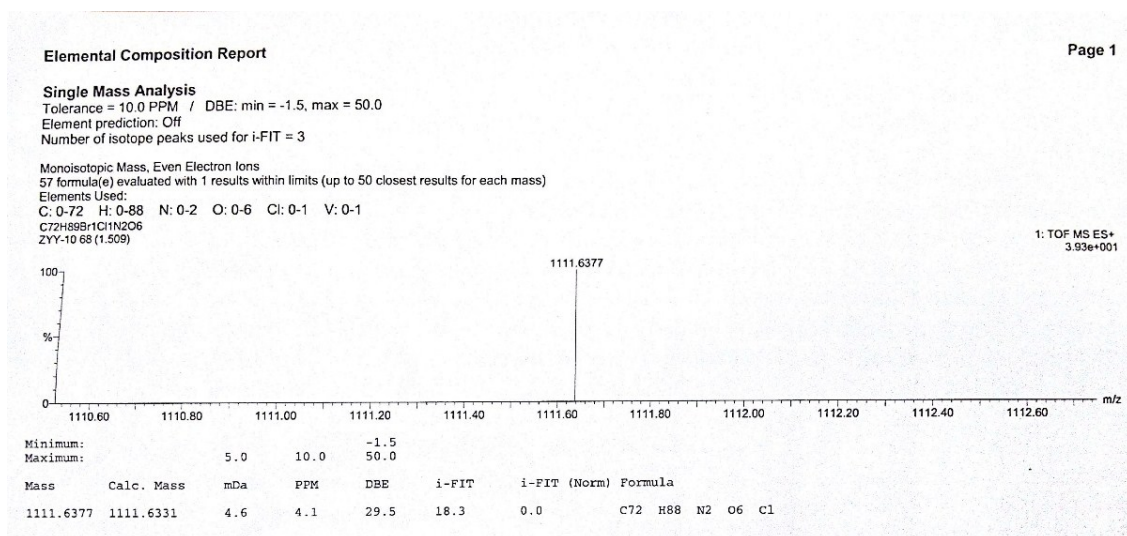 Elemental Composition Report
Page 1
Single Mass Analysis
Tolerance = 10.0 PPM / DBE: min = -1.5, max = 50.0
Element prediction: Off
Number of isotope peaks used for i-FIT = 3
Monoisotopic Mass, Even Electron Ions
57 formula(e) evaluated with 1 results within limits (up to 50 closest results for each mass)
Elements Used:
C: 0-72 H: 0-88 N: 0-2 O: 0-6 Cl: 0-1 V: 0-1
C72H89Br1Cl1N2O6
ZYY-10 68 (1.509)
1: TOF MS ES+
3.93e+001
1111.6377
100
%
0
1110.60 1110.80 1111.00 1111.20 1111.40 1111.60 1111.80 1112.00 1112.20 1112.40 1112.60 m/z
Minimum: -1.5
Maximum: 5.0 10.0 50.0
Mass Calc. Mass mDa PPM DBE i-FIT i-FIT (Norm) Formula
1111.6377 1111.6331 4.6 4.1 29.5 18.3 0.0 C72 H88 N2 O6 Cl